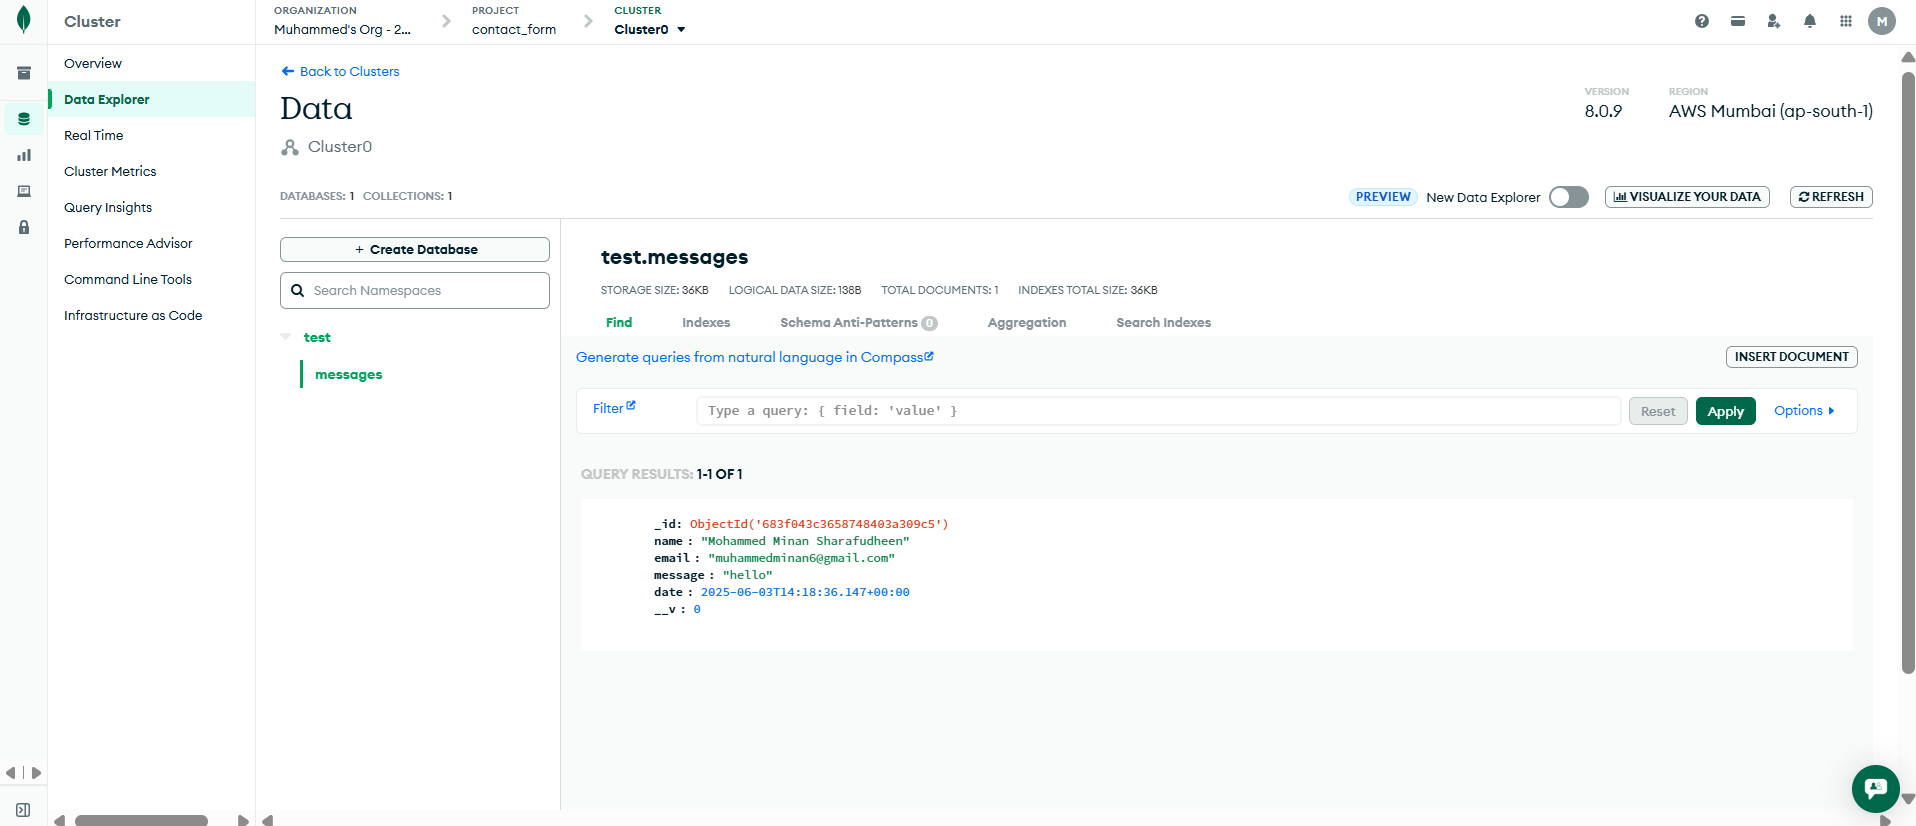 Cluster
ORGANIZATION
Muhammed's Org - 2...
PROJECT
contact_form
CLUSTER
Cluster0
M
Overview
Data Explorer
Real Time
Cluster Metrics
Query Insights
Performance Advisor
Command Line Tools
Infrastructure as Code
Back to Clusters
Data
Cluster0
VERSION
8.0.9
REGION
AWS Mumbai (ap-south-1)
DATABASES: 1 COLLECTIONS: 1
PREVIEW New Data Explorer
VISUALIZE YOUR DATA
REFRESH
+ Create Database
Search Namespaces
test
messages
test.messages
STORAGE SIZE: 36KB LOGICAL DATA SIZE: 138B TOTAL DOCUMENTS: 1 INDEXES TOTAL SIZE: 36KB
Find Indexes Schema Anti-Patterns 0 Aggregation Search Indexes
Generate queries from natural language in Compass
INSERT DOCUMENT
Filter
Type a query: { field: 'value' }
Reset
Apply
Options
QUERY RESULTS: 1-1 OF 1
_id: ObjectId('683f043c3658748403a309c5')
name : "Mohammed Minan Sharafudheen"
email : "muhammedminan6@gmail.com"
message : "hello"
date : 2025-06-03T14:18:36.147+00:00
__v : 0